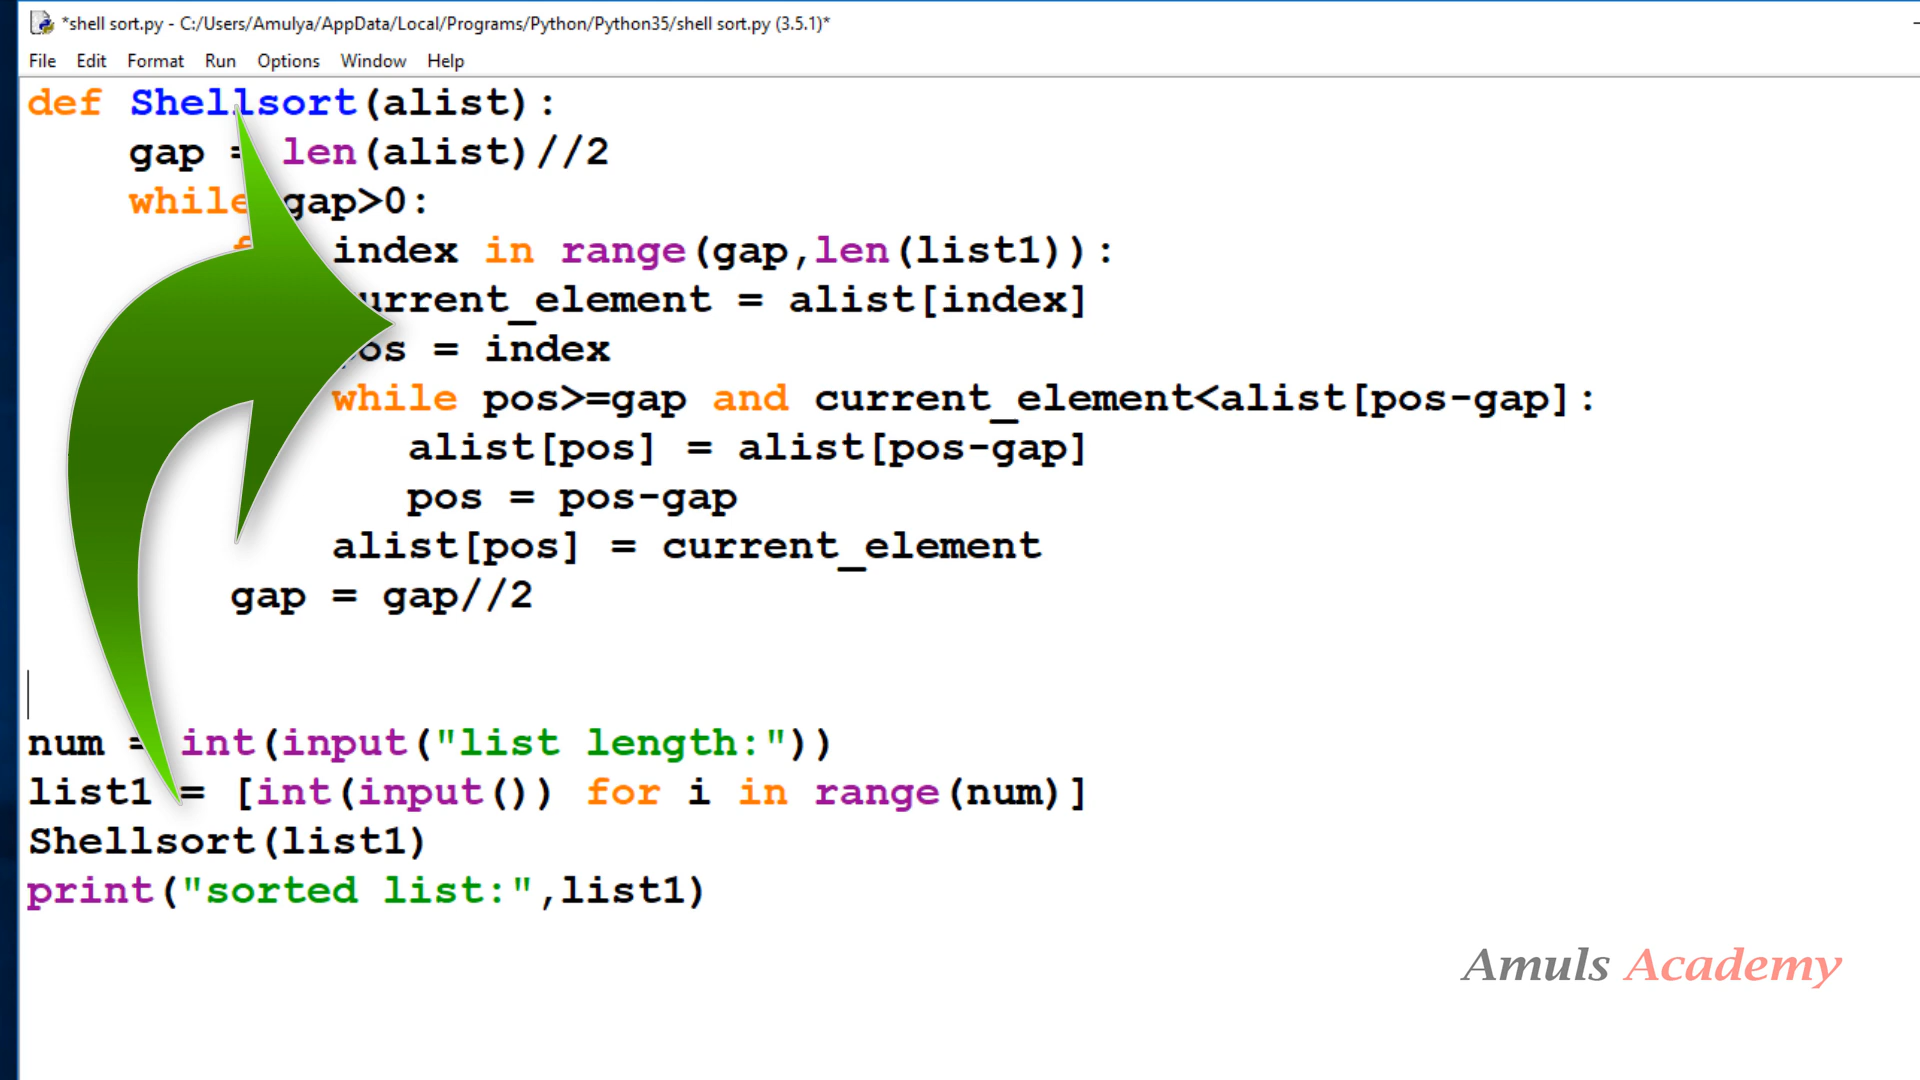 *shell sort.py - C:/Users/Amulya/AppData/Local/Programs/Python/Python35/shell sort.py (3.5.1)*
File Edit Format Run Options Window Help
def Shellsort(alist):
gap = len(alist)//2
while gap>0:
index in range(gap,len(list1)):
current_element = alist[index]
pos = index
while pos>=gap and current_element<alist[pos-gap]:
alist[pos] = alist[pos-gap]
pos = pos-gap
alist[pos] = current_element
gap = gap//2
num = int(input("list length:"))
list1 = [int(input()) for i in range(num)]
Shellsort(list1)
print("sorted list:",list1)
Amuls Academy